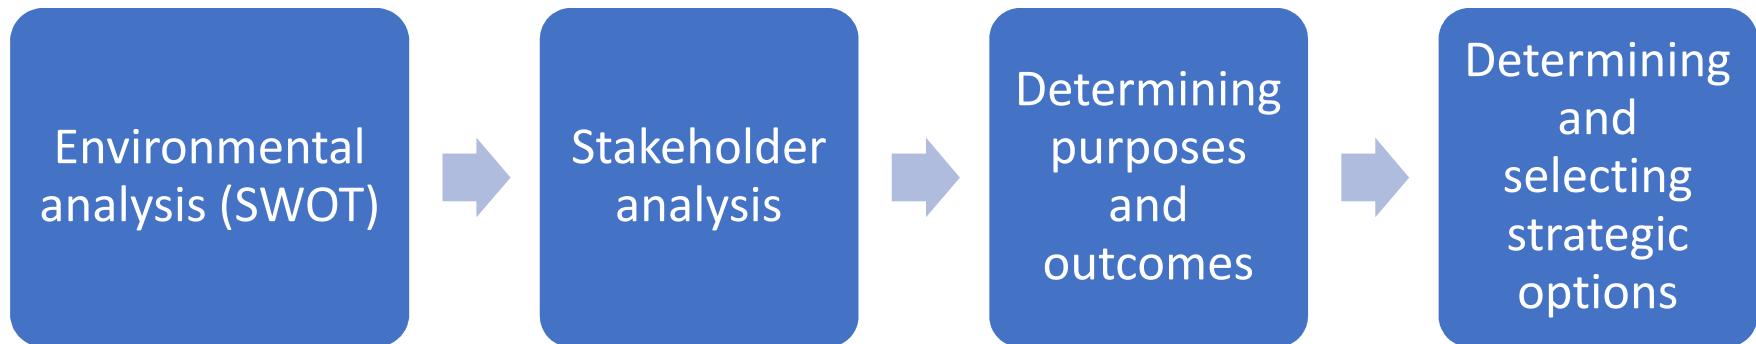 Environmental
analysis (SWOT)
Stakeholder
analysis
Determining
purposes
and
outcomes
Determining
and
selecting
strategic
options